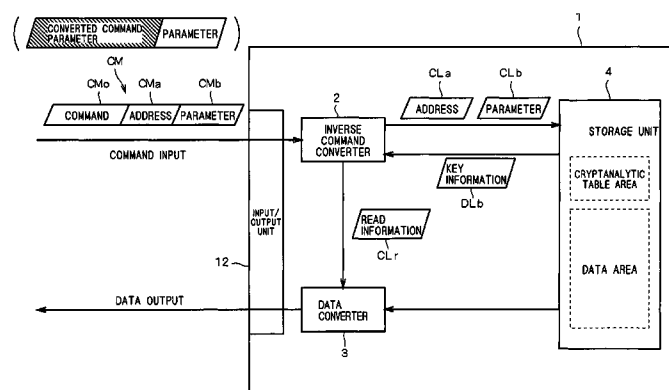 ( CONVERTED COMMAND PARAMETER PARAMETER )
1
CM
CMo CMa CMb
COMMAND ADDRESS PARAMETER
COMMAND INPUT
2
INVERSE
COMMAND
CONVERTER
CLa CLb
ADDRESS PARAMETER
4
STORAGE UNIT
KEY
INFORMATION
DLb
CRYPTANALYTIC
TABLE AREA
INPUT/
OUTPUT
UNIT
READ
INFORMATION
CLr
12
DATA AREA
DATA OUTPUT
DATA
CONVERTER
3